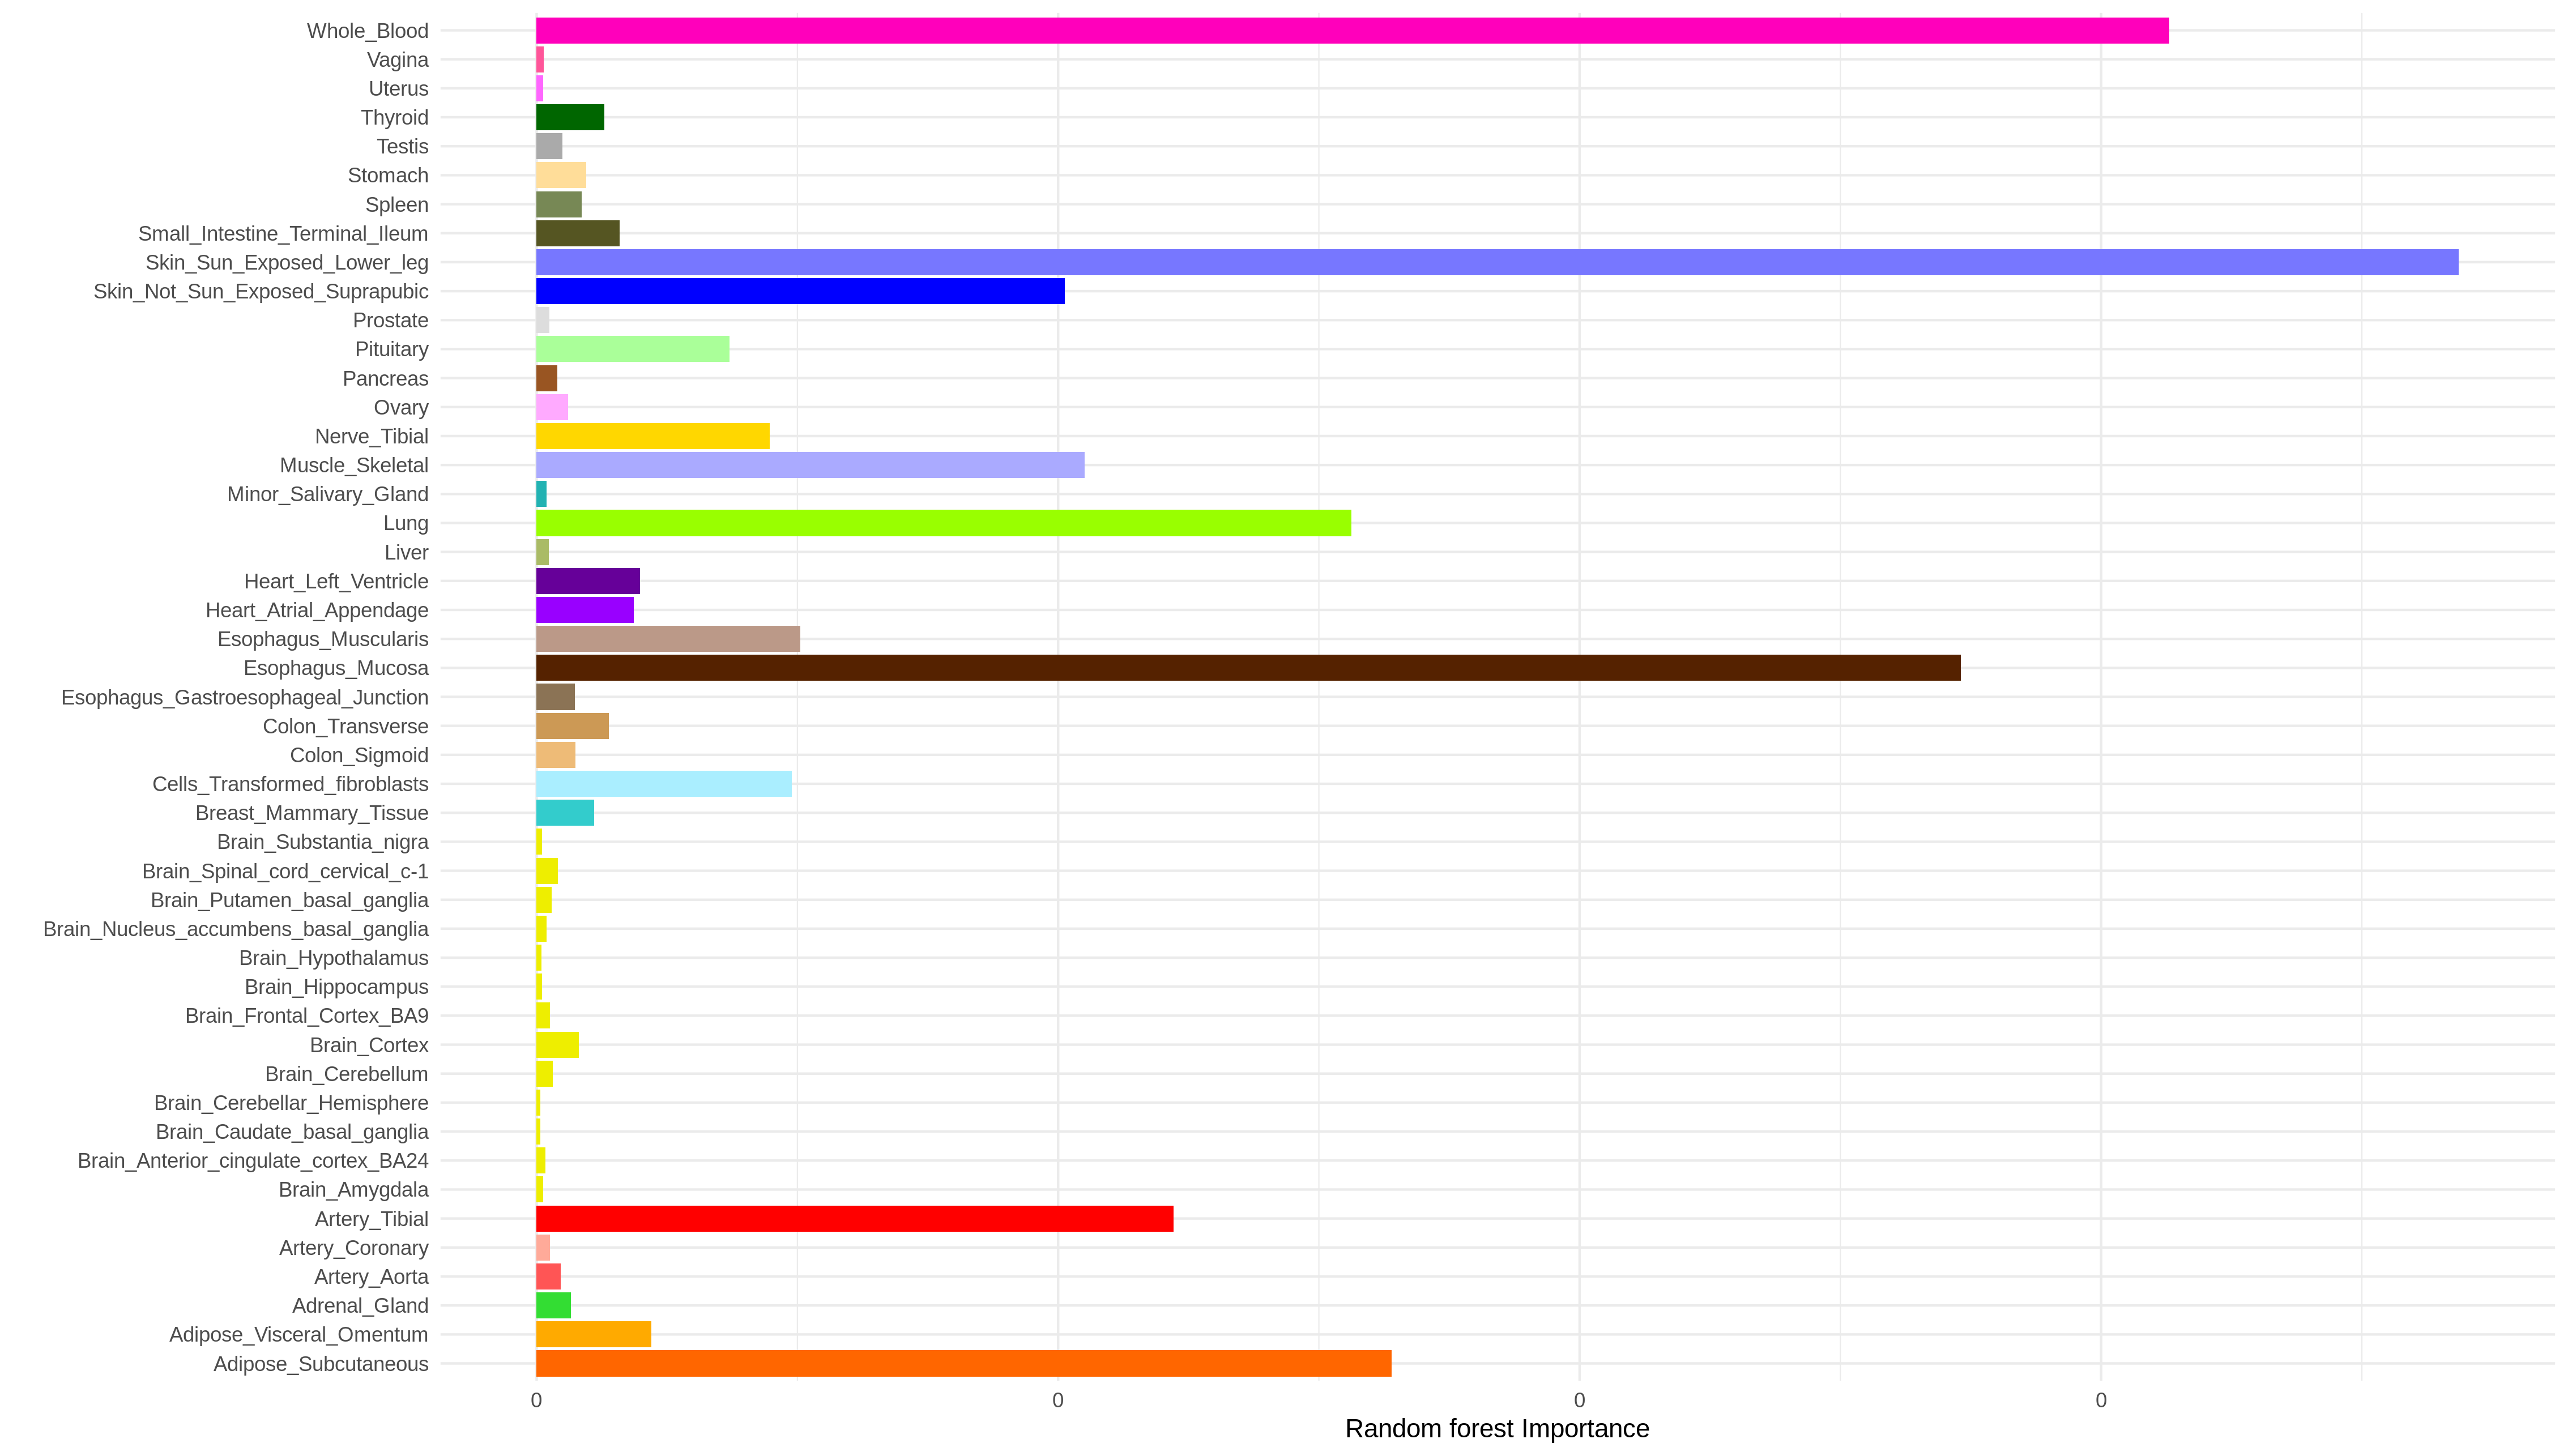 Whole_Blood
Vagina
Uterus
Thyroid
Testis
Stomach
Spleen
Small_Intestine_Terminal_Ileum
Skin_Sun_Exposed_Lower_leg
Skin_Not_Sun_Exposed_Suprapubic
Prostate
Pituitary
Pancreas
Ovary
Nerve_Tibial
Muscle_Skeletal
Minor_Salivary_Gland
Lung
Liver
Heart_Left_Ventricle
Heart_Atrial_Appendage
Esophagus_Muscularis
Esophagus_Mucosa
Esophagus_Gastroesophageal_Junction
Colon_Transverse
Colon_Sigmoid
Cells_Transformed_fibroblasts
Breast_Mammary_Tissue
Brain_Substantia_nigra
Brain_Spinal_cord_cervical_c-1
Brain_Putamen_basal_ganglia
Brain_Nucleus_accumbens_basal_ganglia
Brain_Hypothalamus
Brain_Hippocampus
Brain_Frontal_Cortex_BA9
Brain_Cortex
Brain_Cerebellum
Brain_Cerebellar_Hemisphere
Brain_Caudate_basal_ganglia
Brain_Anterior_cingulate_cortex_BA24
Brain_Amygdala
Artery_Tibial
Artery_Coronary
Artery_Aorta
Adrenal_Gland
Adipose_Visceral_Omentum
Adipose_Subcutaneous
0 0 0 0
Random forest Importance